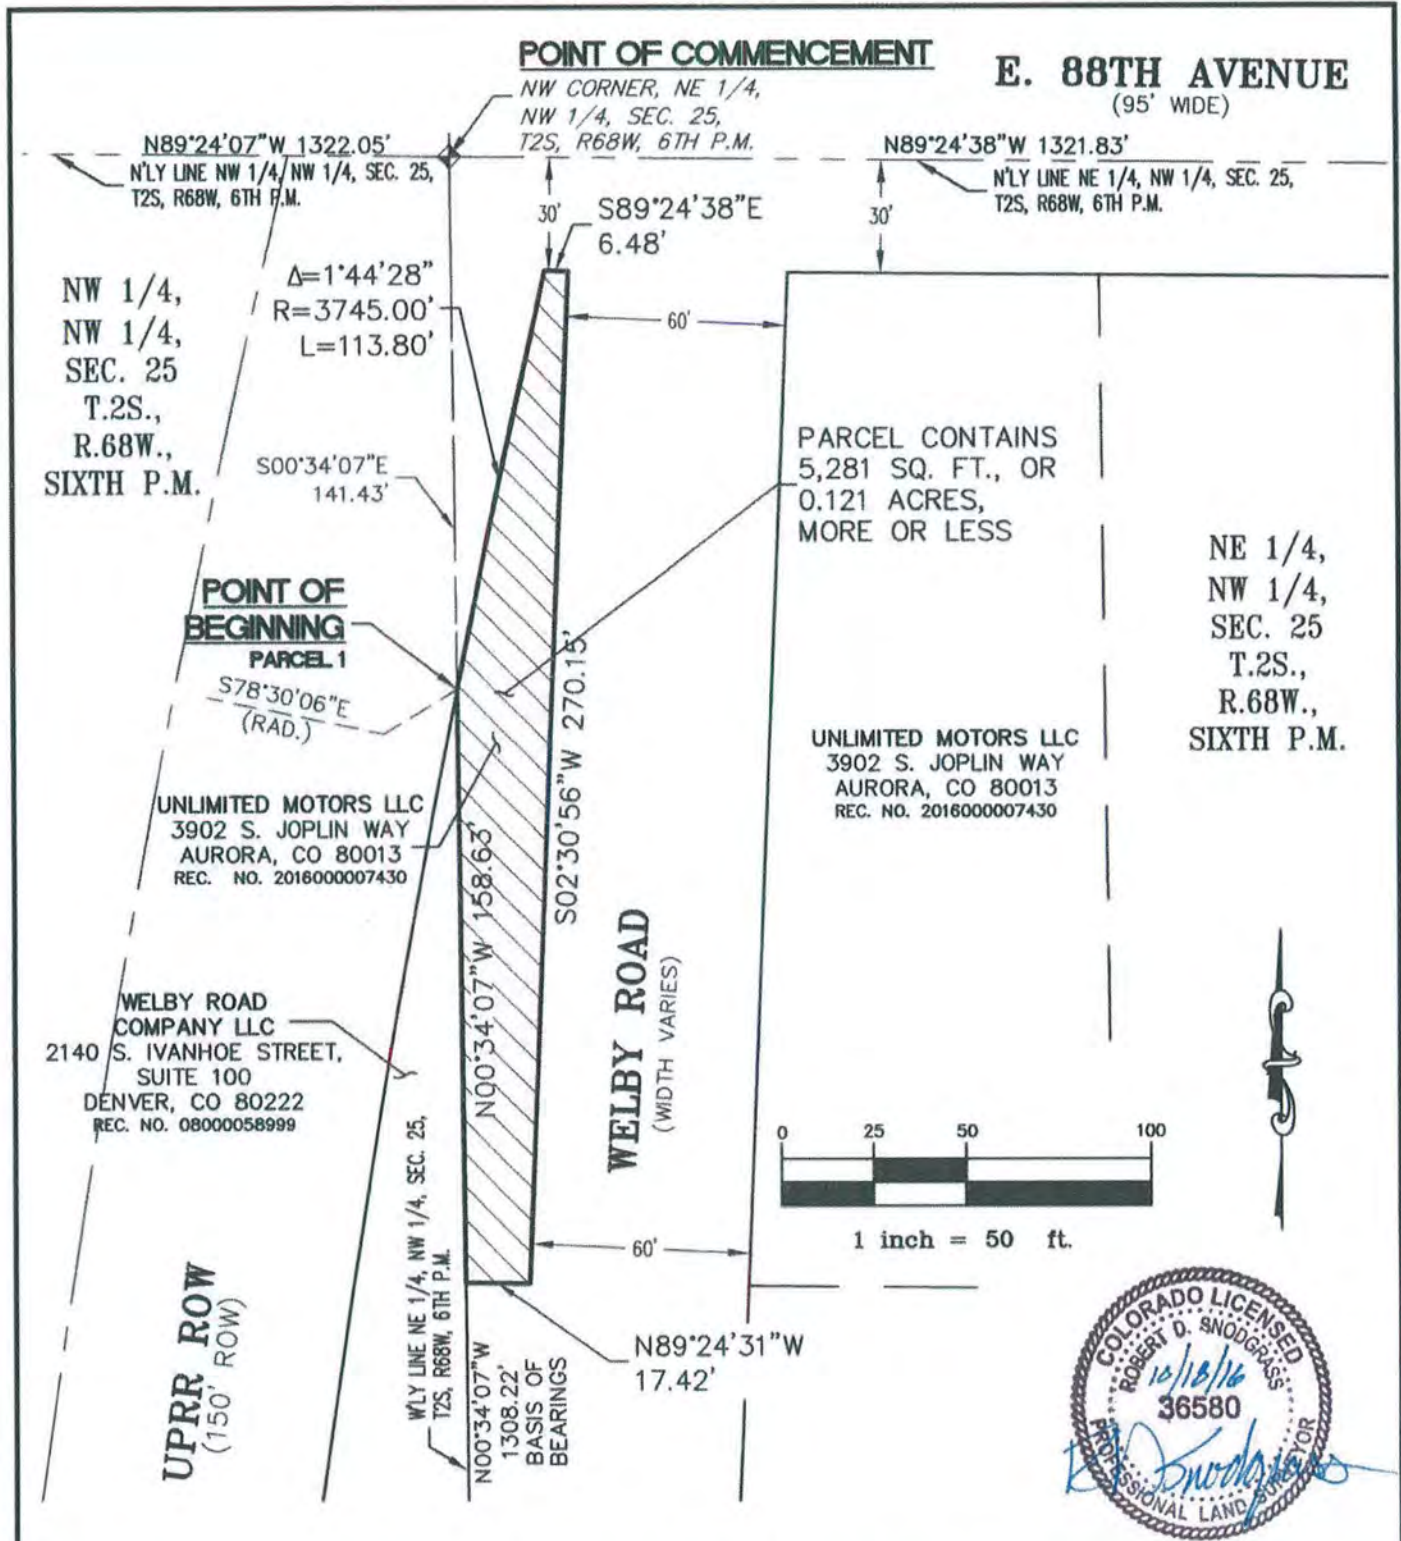 POINT OF COMMENCEMENT
NW CORNER, NE 1/4,
NW 1/4, SEC. 25,
T2S, R68W, 6TH P.M.
E. 88TH AVENUE
(95' WIDE)
N89°24'07"W 1322.05'
N'LY LINE NW 1/4, NW 1/4, SEC. 25,
T2S, R68W, 6TH P.M.
N89°24'38"W 1321.83'
N'LY LINE NE 1/4, NW 1/4, SEC. 25,
T2S, R68W, 6TH P.M.
30'
S89°24'38"E
6.48'
30'
NW 1/4,
NW 1/4,
SEC. 25
T.2S.,
R.68W.,
SIXTH P.M.
Δ=1°44'28"
R=3745.00'
L=113.80'
60'
S00°34'07"E
141.43'
PARCEL CONTAINS
5,281 SQ. FT., OR
0.121 ACRES,
MORE OR LESS
NE 1/4,
NW 1/4,
SEC. 25
T.2S.,
R.68W.,
SIXTH P.M.
POINT OF
BEGINNING
PARCEL 1
S78°30'06"E
(RAD.)
S02°30'56"W 270.15'
UNLIMITED MOTORS LLC
3902 S. JOPLIN WAY
AURORA, CO 80013
REC. NO. 2016000007430
UNLIMITED MOTORS LLC
3902 S. JOPLIN WAY
AURORA, CO 80013
REC. NO. 2016000007430
N00°34'07"W 158.63'
WELBY ROAD
(WIDTH VARIES)
WELBY ROAD
COMPANY LLC
2140 S. IVANHOE STREET,
SUITE 100
DENVER, CO 80222
REC. NO. 08000058999
0 25 50 100
1 inch = 50 ft.
W'LY LINE NE 1/4, NW 1/4, SEC. 25,
T2S, R68W, 6TH P.M.
60'
N89°24'31"W
17.42'
N00°34'07"W
1308.22'
BASIS OF
BEARINGS
UPRR ROW
(150' ROW)
COLORADO LICENSED
ROBERT D. SNODGRASS
10/18/16
36580
PROFESSIONAL LAND SURVEYOR